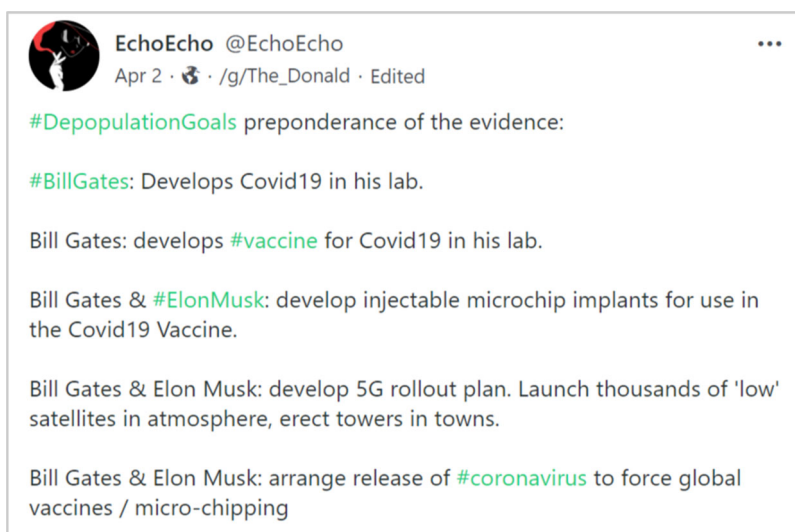 EchoEcho @EchoEcho
Apr 2 · · /g/The_Donald · Edited
#DepopulationGoals preponderance of the evidence:
#BillGates: Develops Covid19 in his lab.
Bill Gates: develops #vaccine for Covid19 in his lab.
Bill Gates & #ElonMusk: develop injectable microchip implants for use in
the Covid19 Vaccine.
Bill Gates & Elon Musk: develop 5G rollout plan. Launch thousands of 'low'
satellites in atmosphere, erect towers in towns.
Bill Gates & Elon Musk: arrange release of #coronavirus to force global
vaccines / micro-chipping